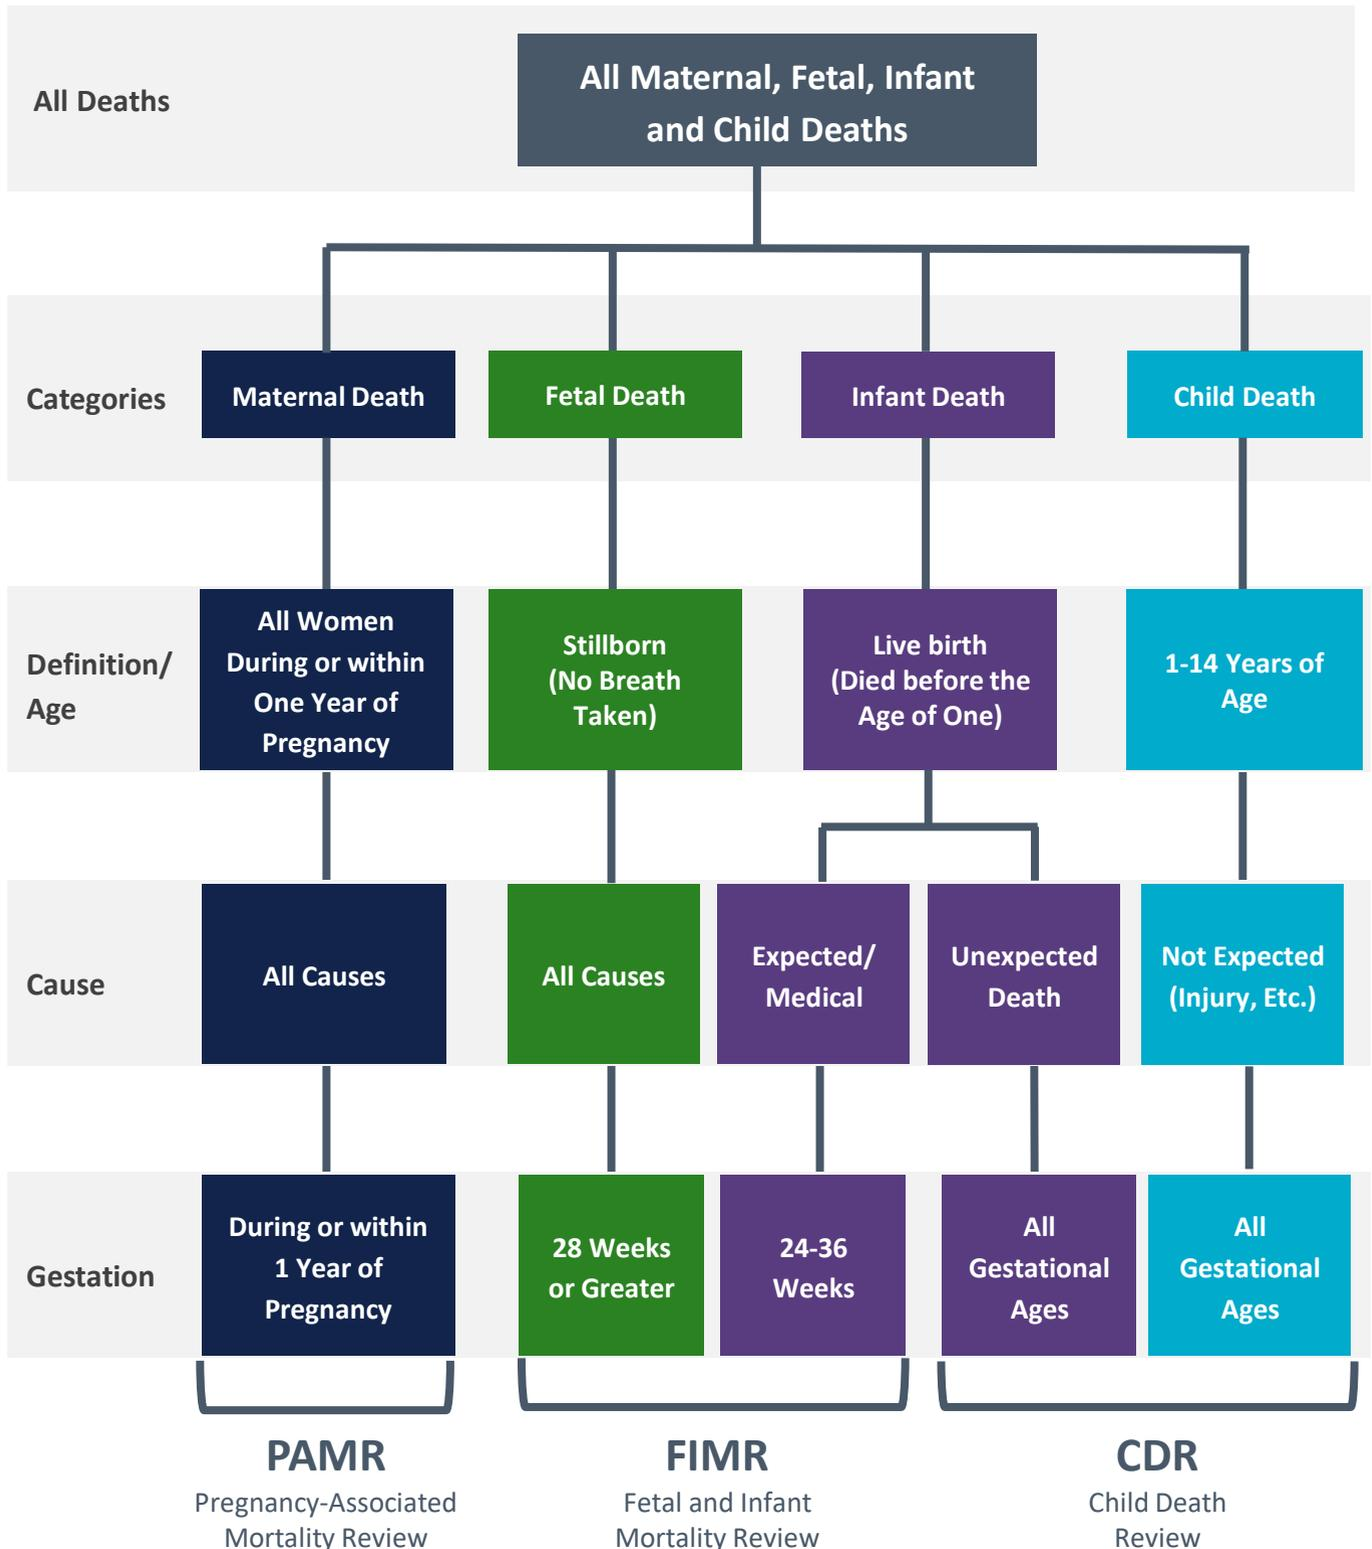 All Deaths
All Maternal, Fetal, Infant
and Child Deaths
Categories
Maternal Death
Fetal Death
Infant Death
Child Death
Definition/
Age
All Women
During or within
One Year of
Pregnancy
Stillborn
(No Breath
Taken)
Live birth
(Died before the
Age of One)
1-14 Years of
Age
Cause
All Causes
All Causes
Expected/
Medical
Unexpected
Death
Not Expected
(Injury, Etc.)
Gestation
During or within
1 Year of
Pregnancy
28 Weeks
or Greater
24-36
Weeks
All
Gestational
Ages
All
Gestational
Ages
PAMR
Pregnancy-Associated
Mortality Review
FIMR
Fetal and Infant
Mortality Review
CDR
Child Death
Review